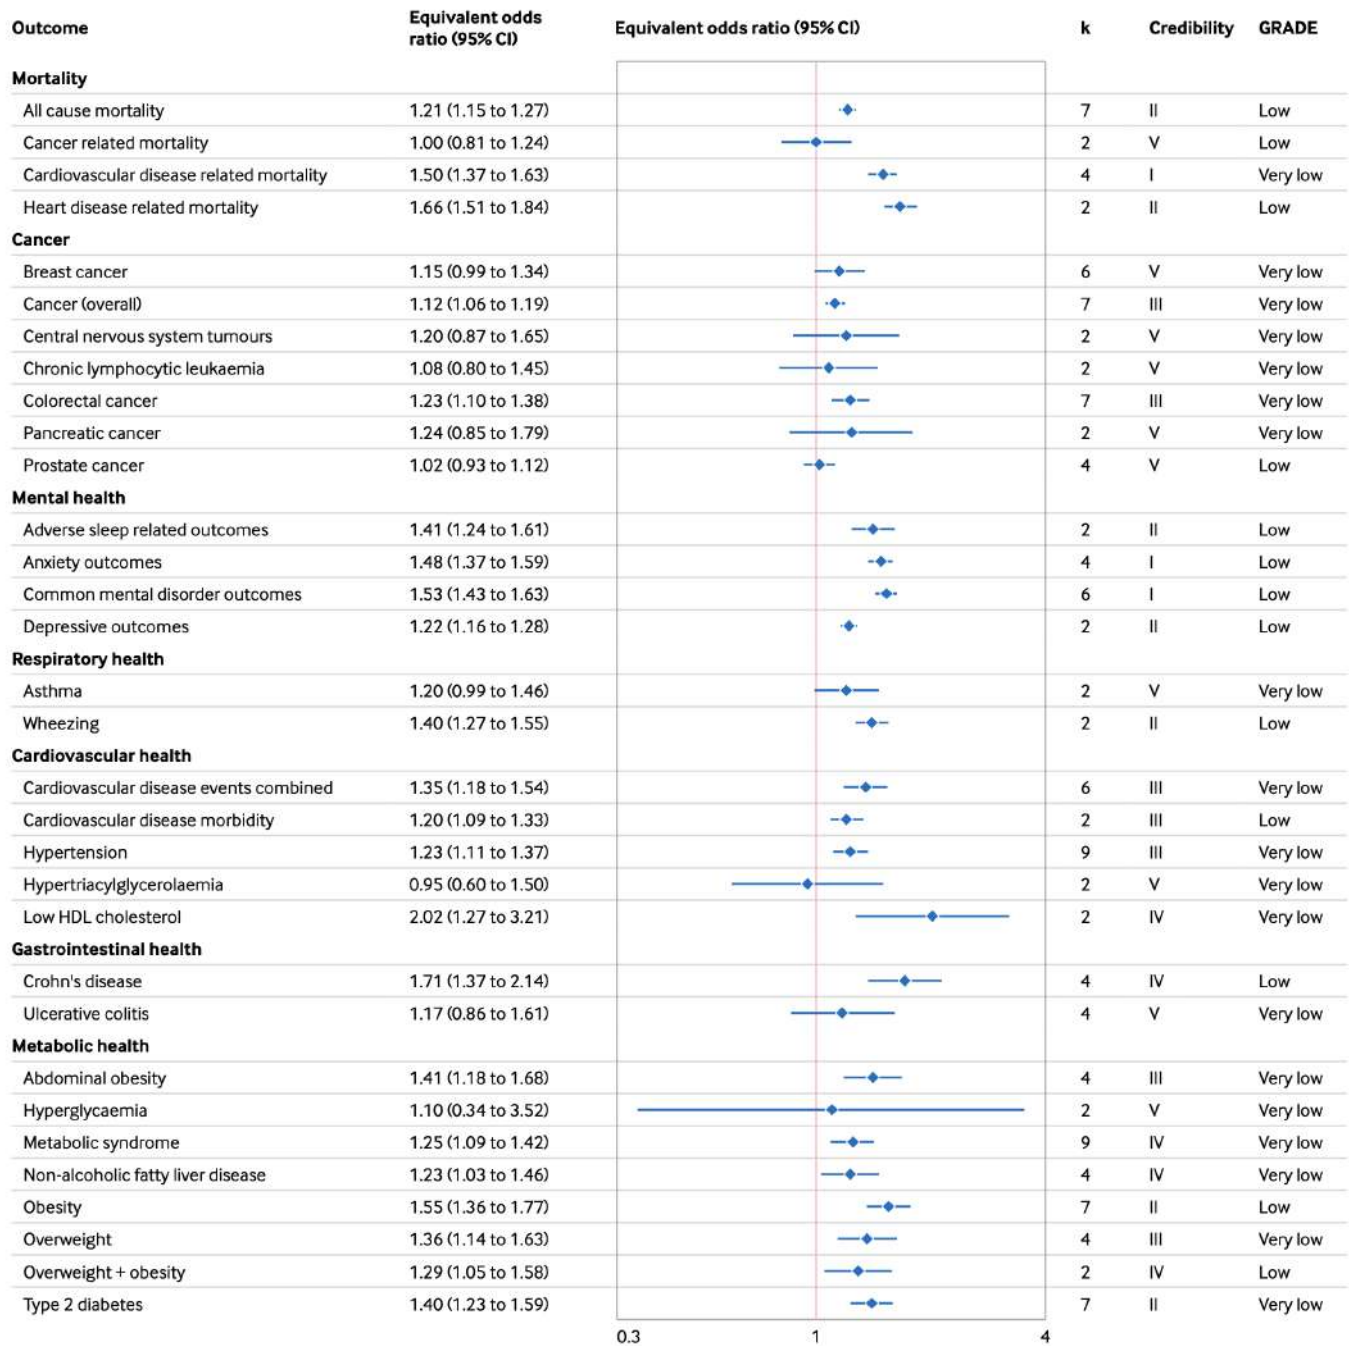 Outcome Equivalent odds ratio (95% CI) Equivalent odds ratio (95% CI) k Credibility GRADE
Mortality
All cause mortality 1.21 (1.15 to 1.27) 7 II Low
Cancer related mortality 1.00 (0.81 to 1.24) 2 V Low
Cardiovascular disease related mortality 1.50 (1.37 to 1.63) 4 I Very low
Heart disease related mortality 1.66 (1.51 to 1.84) 2 II Low
Cancer
Breast cancer 1.15 (0.99 to 1.34) 6 V Very low
Cancer (overall) 1.12 (1.06 to 1.19) 7 III Very low
Central nervous system tumours 1.20 (0.87 to 1.65) 2 V Very low
Chronic lymphocytic leukaemia 1.08 (0.80 to 1.45) 2 V Very low
Colorectal cancer 1.23 (1.10 to 1.38) 7 III Very low
Pancreatic cancer 1.24 (0.85 to 1.79) 2 V Very low
Prostate cancer 1.02 (0.93 to 1.12) 4 V Low
Mental health
Adverse sleep related outcomes 1.41 (1.24 to 1.61) 2 II Low
Anxiety outcomes 1.48 (1.37 to 1.59) 4 I Low
Common mental disorder outcomes 1.53 (1.43 to 1.63) 6 I Low
Depressive outcomes 1.22 (1.16 to 1.28) 2 II Low
Respiratory health
Asthma 1.20 (0.99 to 1.46) 2 V Very low
Wheezing 1.40 (1.27 to 1.55) 2 II Low
Cardiovascular health
Cardiovascular disease events combined 1.35 (1.18 to 1.54) 6 III Very low
Cardiovascular disease morbidity 1.20 (1.09 to 1.33) 2 III Low
Hypertension 1.23 (1.11 to 1.37) 9 III Very low
Hypertriacylglycerolaemia 0.95 (0.60 to 1.50) 2 V Very low
Low HDL cholesterol 2.02 (1.27 to 3.21) 2 IV Very low
Gastrointestinal health
Crohn's disease 1.71 (1.37 to 2.14) 4 IV Low
Ulcerative colitis 1.17 (0.86 to 1.61) 4 V Very low
Metabolic health
Abdominal obesity 1.41 (1.18 to 1.68) 4 III Very low
Hyperglycaemia 1.10 (0.34 to 3.52) 2 V Very low
Metabolic syndrome 1.25 (1.09 to 1.42) 9 IV Very low
Non-alcoholic fatty liver disease 1.23 (1.03 to 1.46) 4 IV Very low
Obesity 1.55 (1.36 to 1.77) 7 II Low
Overweight 1.36 (1.14 to 1.63) 4 III Very low
Overweight + obesity 1.29 (1.05 to 1.58) 2 IV Low
Type 2 diabetes 1.40 (1.23 to 1.59) 7 II Very low
0.3 1 4